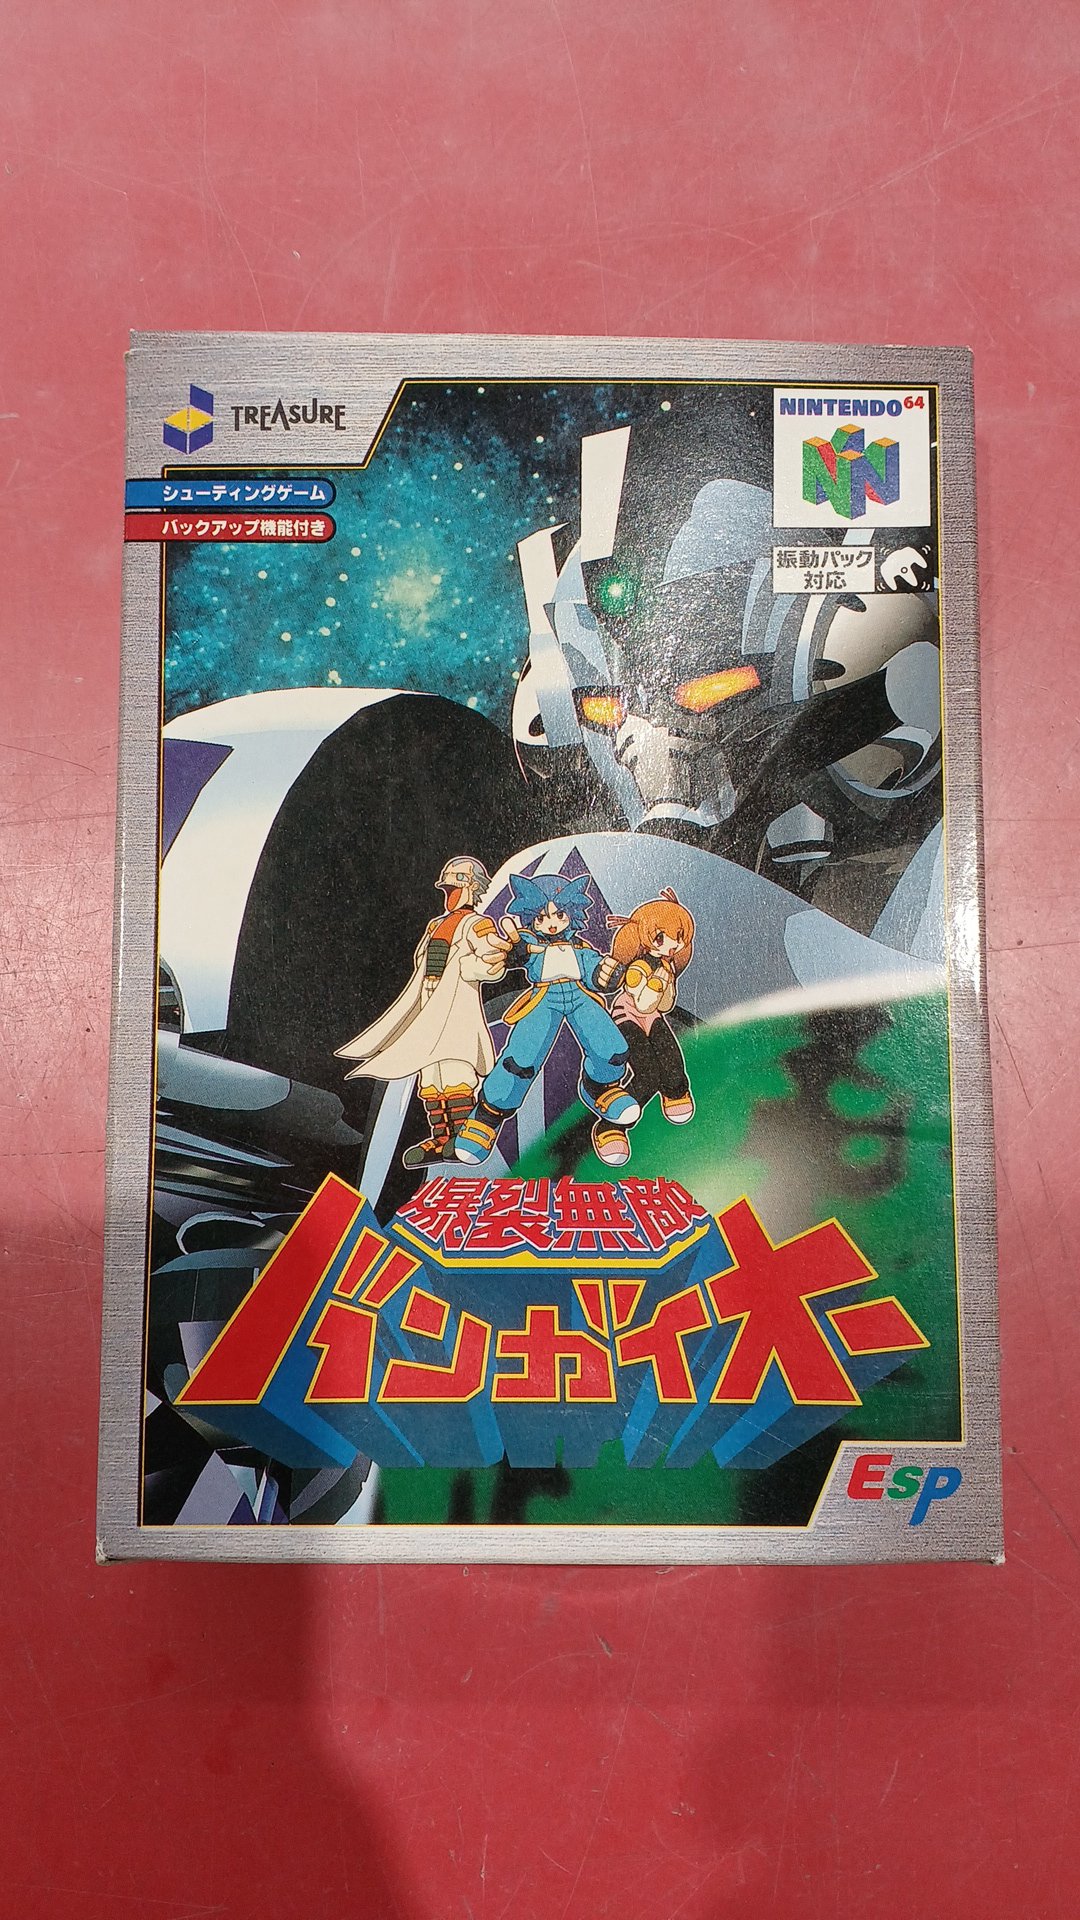 TREASURE
NINTENDO64
シューティングゲーム
バックアップ機能付き
振動パック
対応
爆裂無敵
バンガイオー
ESP